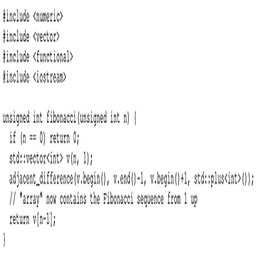 #include <numeric>
#include <vector>
#include <functional>
#include <iostream>
unsigned int fibonacci(unsigned int n) {
if (n == 0) return 0;
std::vector<int> v(n, 1);
adjacent_difference(v.begin(), v.end()-1, v.begin()+1, std::plus<int>());
// "array" now contains the Fibonacci sequence from 1 up
return v[n-1];
}